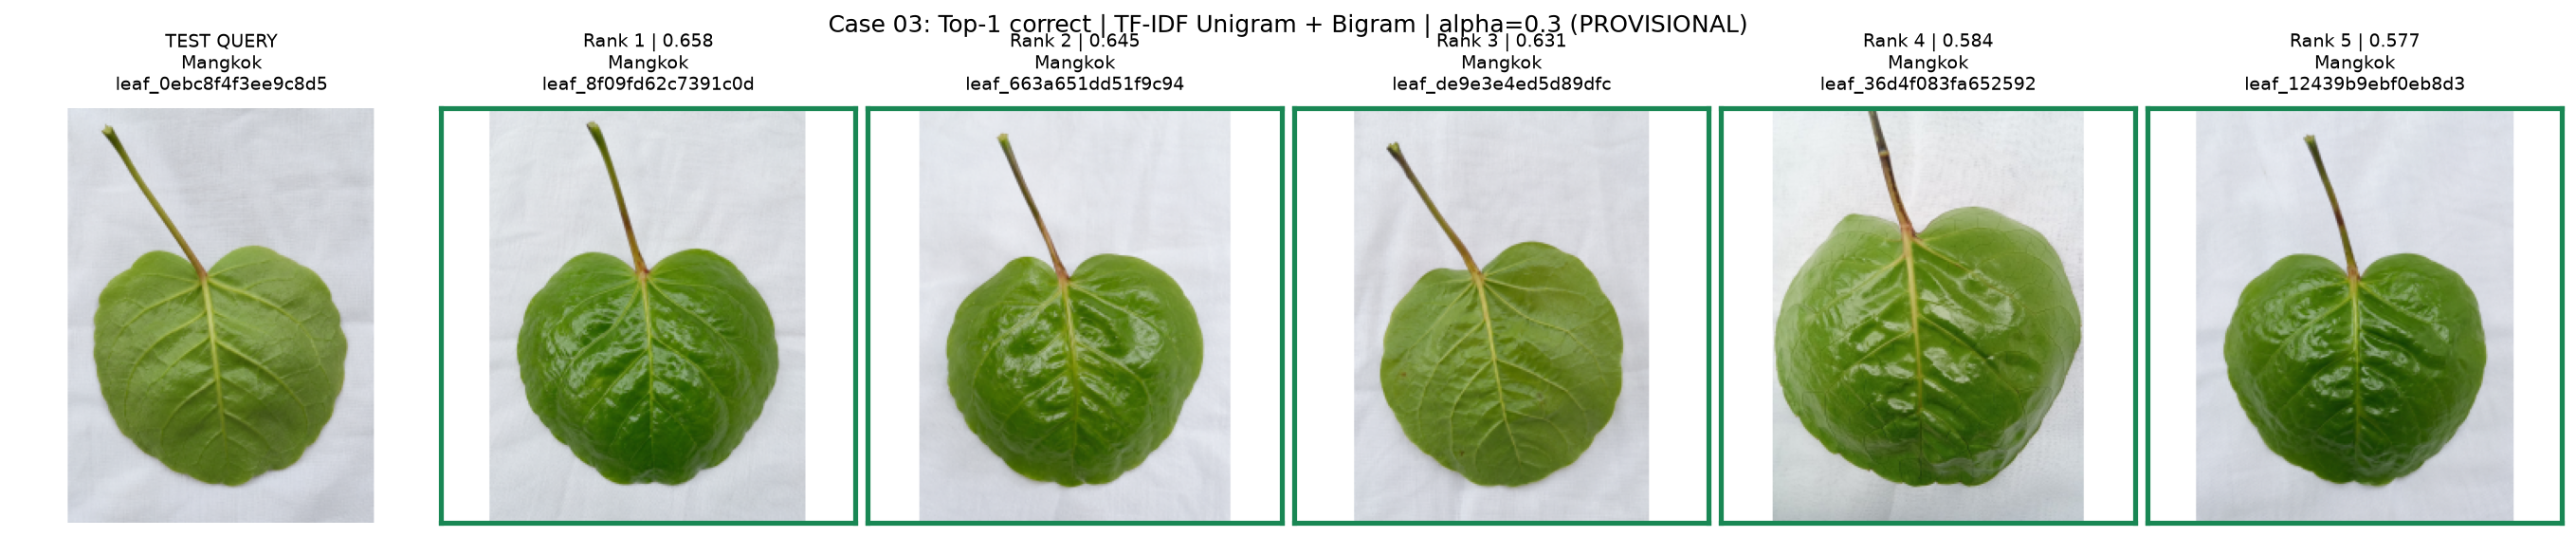 Case 03: Top-1 correct | TF-IDF Unigram + Bigram | alpha=0.3 (PROVISIONAL)
TEST QUERY
Mangkok
leaf_0ebc8f4f3ee9c8d5
Rank 1 | 0.658
Mangkok
leaf_8f09fd62c7391c0d
Rank 2 | 0.645
Mangkok
leaf_663a651dd51f9c94
Rank 3 | 0.631
Mangkok
leaf_de9e3e4ed5d89dfc
Rank 4 | 0.584
Mangkok
leaf_36d4f083fa652592
Rank 5 | 0.577
Mangkok
leaf_12439b9ebf0eb8d3